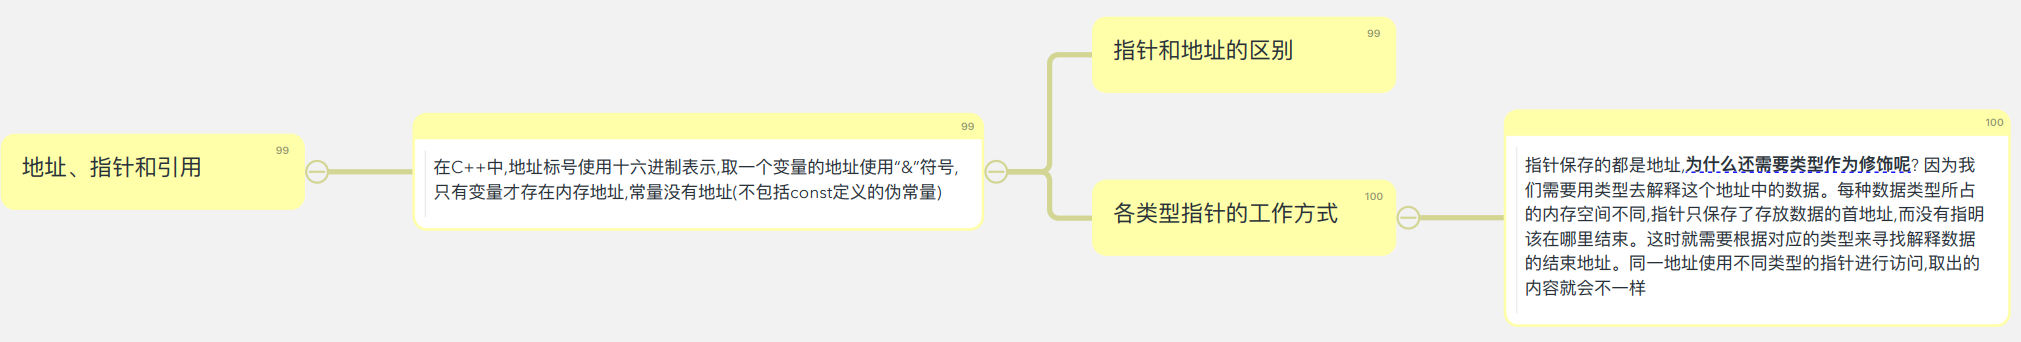 地址、指针和引用
99
99
在C++中,地址标号使用十六进制表示,取一个变量的地址使用“&”符号,
只有变量才存在内存地址,常量没有地址(不包括const定义的伪常量)
99
指针和地址的区别
100
各类型指针的工作方式
100
指针保存的都是地址,为什么还需要类型作为修饰呢? 因为我
们需要用类型去解释这个地址中的数据。每种数据类型所占
的内存空间不同,指针只保存了存放数据的首地址,而没有指明
该在哪里结束。这时就需要根据对应的类型来寻找解释数据
的结束地址。同一地址使用不同类型的指针进行访问,取出的
内容就会不一样